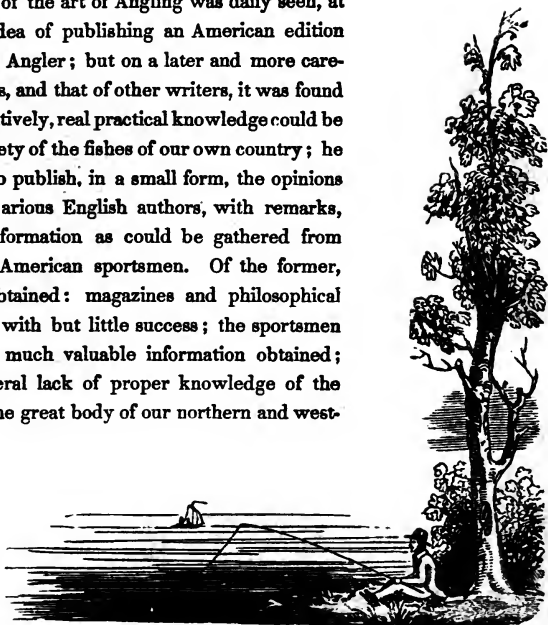 of the art of Angling was daily seen, at
dea of publishing an American edition
Angler; but on a later and more care-
s, and that of other writers, it was found
tively, real practical knowledge could be
ety of the fishes of our own country; he
o publish, in a small form, the opinions
arious English authors, with remarks,
formation as could be gathered from
American sportsmen. Of the former,
btained: magazines and philosophical
with but little success; the sportsmen
much valuable information obtained;
eral lack of proper knowledge of the
he great body of our northern and west-